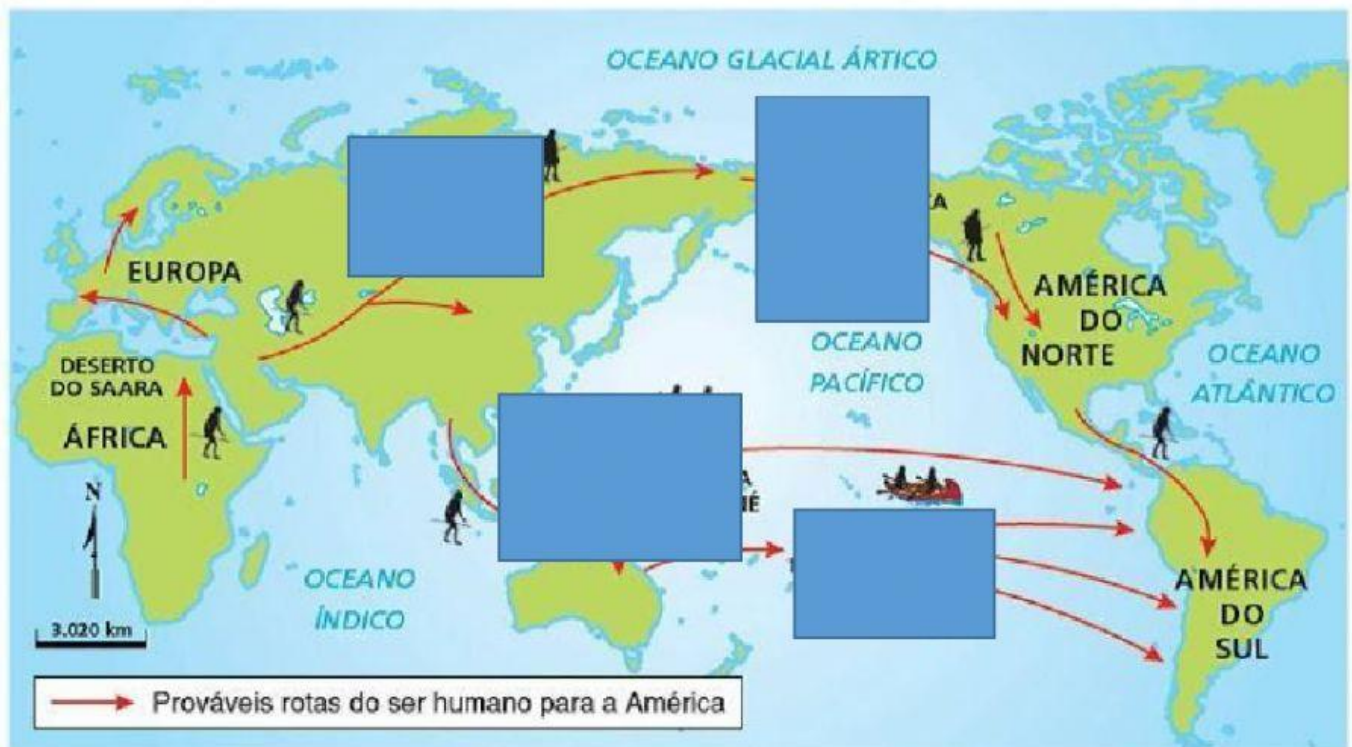 OCEANO GLACIAL ÁRTICO
EUROPA
AMÉRICA
DO
NORTE
OCEANO
PACÍFICO
OCEANO
ATLÂNTICO
DESERTO
DO SAARA
ÁFRICA
N
OCEANO
ÍNDICO
AMÉRICA
DO
SUL
3.020 km
Prováveis rotas do ser humano para a América